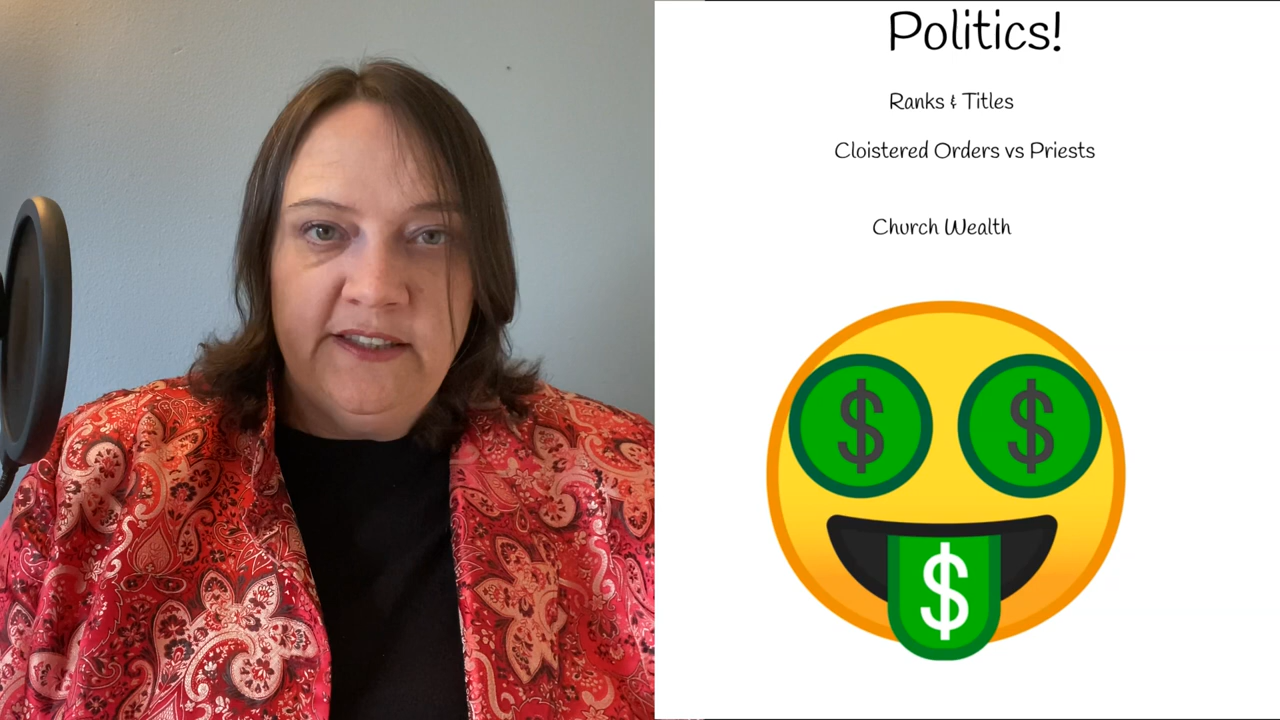 Politics!
Ranks & Titles
Cloistered Orders vs Priests
Church Wealth
$ $
$